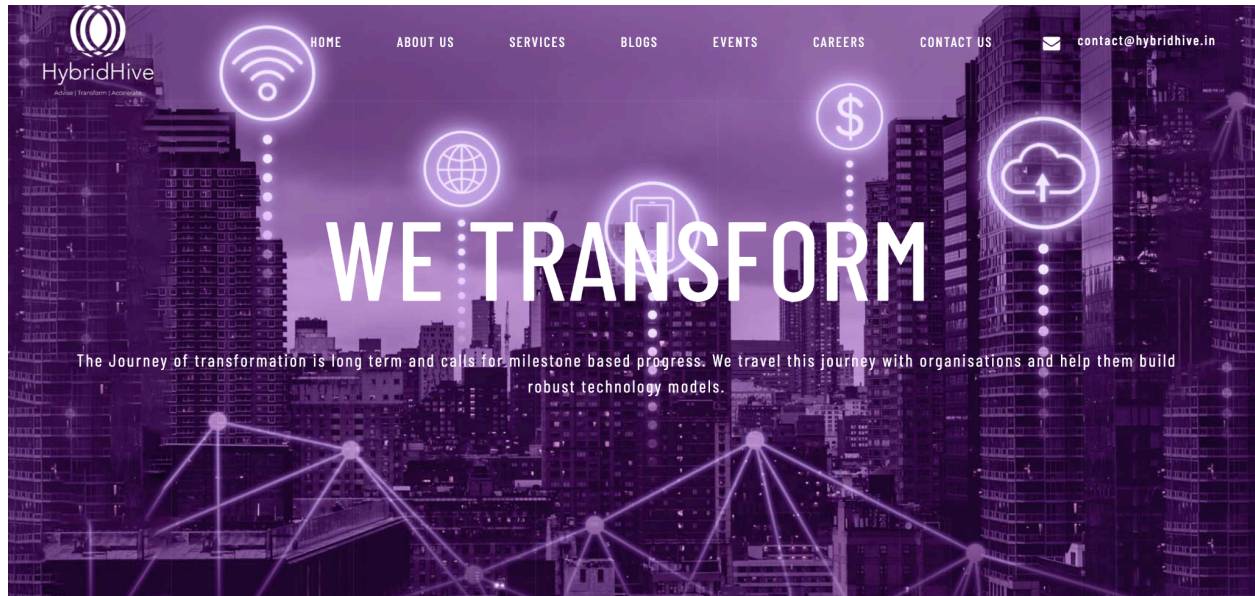 HybridHive
Advise | Transform | Accelerate
HOME ABOUT US SERVICES BLOGS EVENTS CAREERS CONTACT US contact@hybridhive.in
$
WE TRANSFORM
The Journey of transformation is long term and calls for milestone based progress. We travel this journey with organisations and help them build
robust technology models.